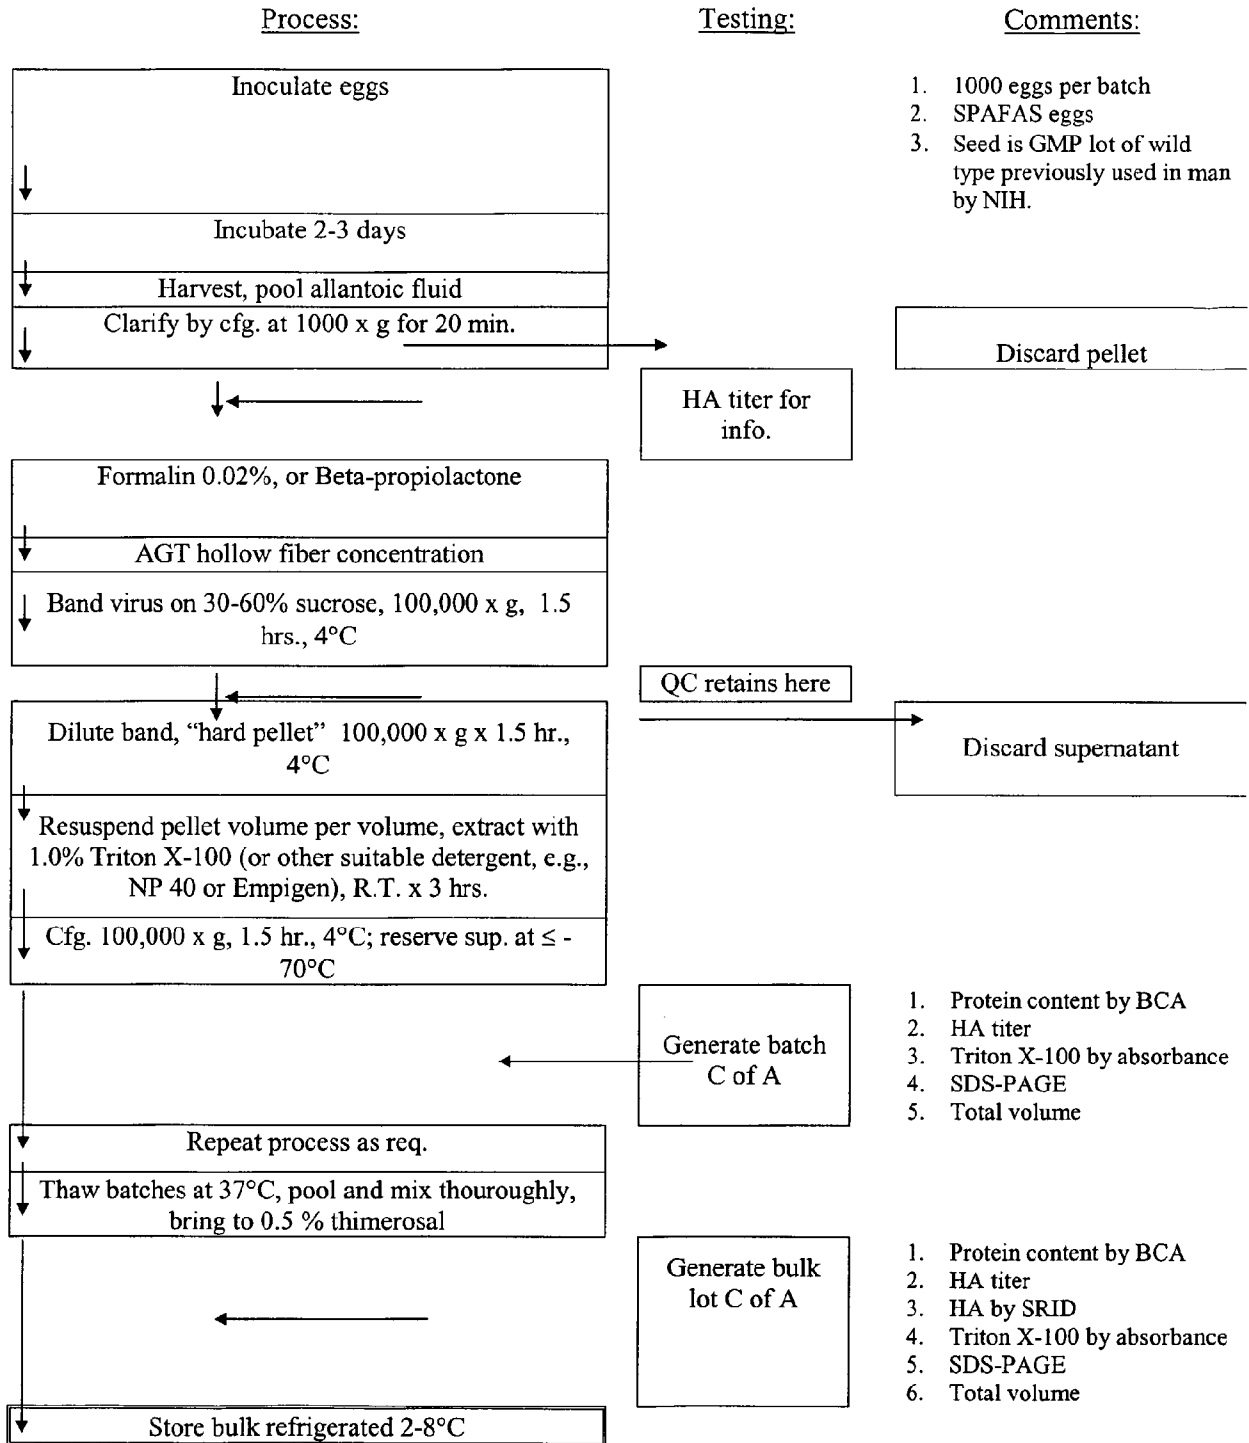 Process:
Testing:
Comments:
Inoculate eggs
1. 1000 eggs per batch
2. SPAFAS eggs
3. Seed is GMP lot of wild
type previously used in man
by NIH.
Incubate 2-3 days
Harvest, pool allantoic fluid
Clarify by cfg. at 1000 x g for 20 min.
Discard pellet
HA titer for
info.
Formalin 0.02%, or Beta-propiolactone
AGT hollow fiber concentration
Band virus on 30-60% sucrose, 100,000 x g, 1.5
hrs., 4°C
QC retains here
Dilute band, “hard pellet” 100,000 x g x 1.5 hr.,
4°C
Discard supernatant
Resuspend pellet volume per volume, extract with
1.0% Triton X-100 (or other suitable detergent, e.g.,
NP 40 or Empigen), R.T. x 3 hrs.
Cfg. 100,000 x g, 1.5 hr., 4°C; reserve sup. at ≤ -
70°C
Generate batch
C of A
1. Protein content by BCA
2. HA titer
3. Triton X-100 by absorbance
4. SDS-PAGE
5. Total volume
Repeat process as req.
Thaw batches at 37°C, pool and mix thouroughly,
bring to 0.5 % thimerosal
Generate bulk
lot C of A
1. Protein content by BCA
2. HA titer
3. HA by SRID
4. Triton X-100 by absorbance
5. SDS-PAGE
6. Total volume
Store bulk refrigerated 2-8°C